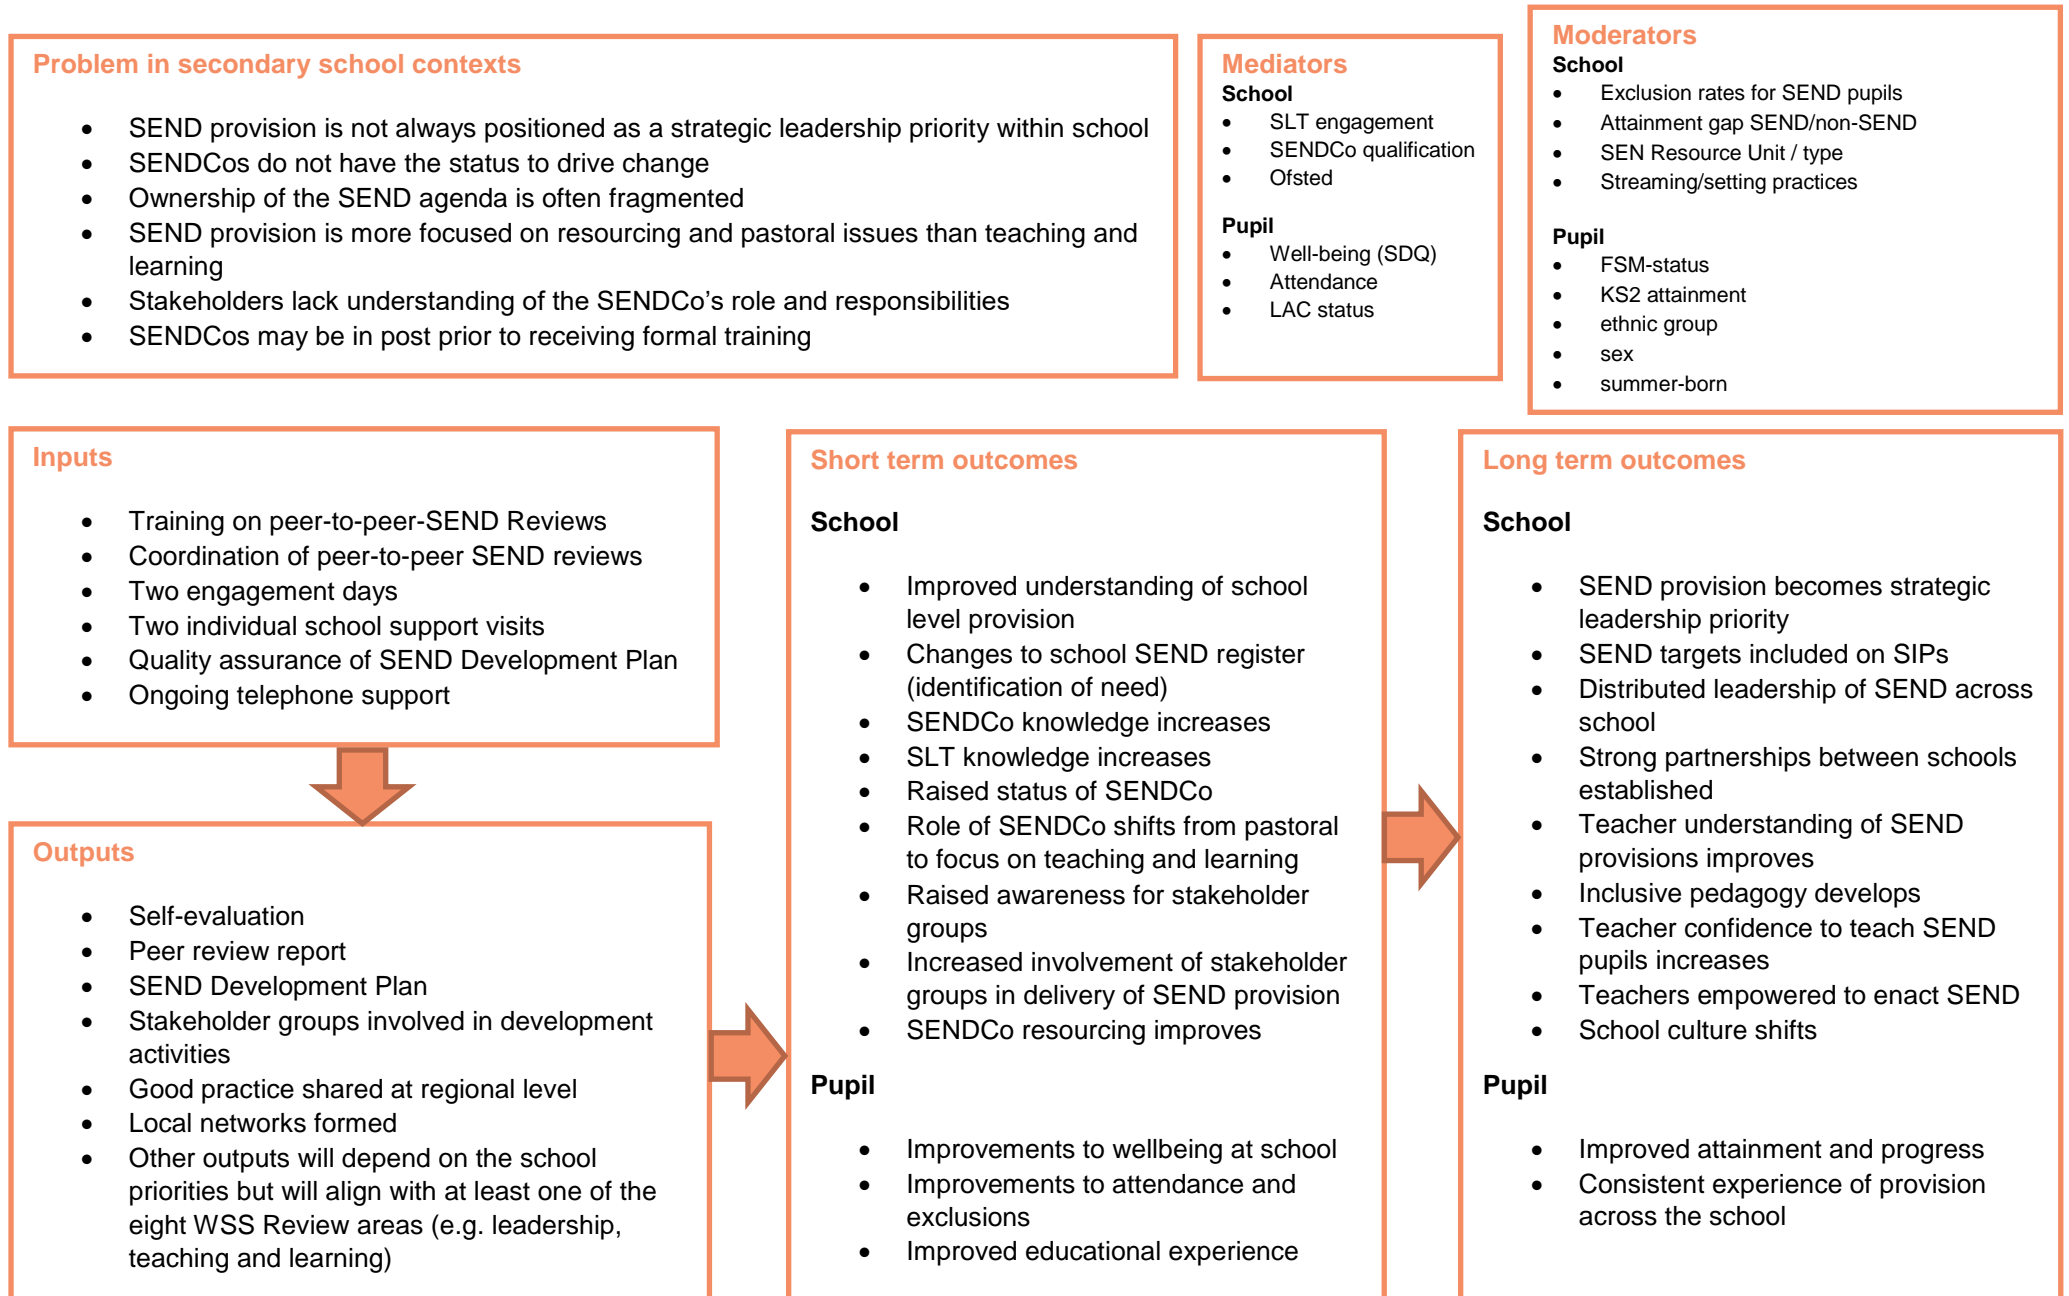 Problem in secondary school contexts
• SEND provision is not always positioned as a strategic leadership priority within school
• SENDCos do not have the status to drive change
• Ownership of the SEND agenda is often fragmented
• SEND provision is more focused on resourcing and pastoral issues than teaching and
learning
• Stakeholders lack understanding of the SENDCo’s role and responsibilities
• SENDCos may be in post prior to receiving formal training
Mediators
School
• SLT engagement
• SENDCo qualification
• Ofsted
Pupil
• Well-being (SDQ)
• Attendance
• LAC status
Moderators
School
• Exclusion rates for SEND pupils
• Attainment gap SEND/non-SEND
• SEN Resource Unit / type
• Streaming/setting practices
Pupil
• FSM-status
• KS2 attainment
• ethnic group
• sex
• summer-born
Inputs
• Training on peer-to-peer-SEND Reviews
• Coordination of peer-to-peer SEND reviews
• Two engagement days
• Two individual school support visits
• Quality assurance of SEND Development Plan
• Ongoing telephone support
Outputs
• Self-evaluation
• Peer review report
• SEND Development Plan
• Stakeholder groups involved in development
activities
• Good practice shared at regional level
• Local networks formed
• Other outputs will depend on the school
priorities but will align with at least one of the
eight WSS Review areas (e.g. leadership,
teaching and learning)
Short term outcomes
School
• Improved understanding of school
level provision
• Changes to school SEND register
(identification of need)
• SENDCo knowledge increases
• SLT knowledge increases
• Raised status of SENDCo
• Role of SENDCo shifts from pastoral
to focus on teaching and learning
• Raised awareness for stakeholder
groups
• Increased involvement of stakeholder
groups in delivery of SEND provision
• SENDCo resourcing improves
Pupil
• Improvements to wellbeing at school
• Improvements to attendance and
exclusions
• Improved educational experience
Long term outcomes
School
• SEND provision becomes strategic
leadership priority
• SEND targets included on SIPs
• Distributed leadership of SEND across
school
• Strong partnerships between schools
established
• Teacher understanding of SEND
provisions improves
• Inclusive pedagogy develops
• Teacher confidence to teach SEND
pupils increases
• Teachers empowered to enact SEND
• School culture shifts
Pupil
• Improved attainment and progress
• Consistent experience of provision
across the school